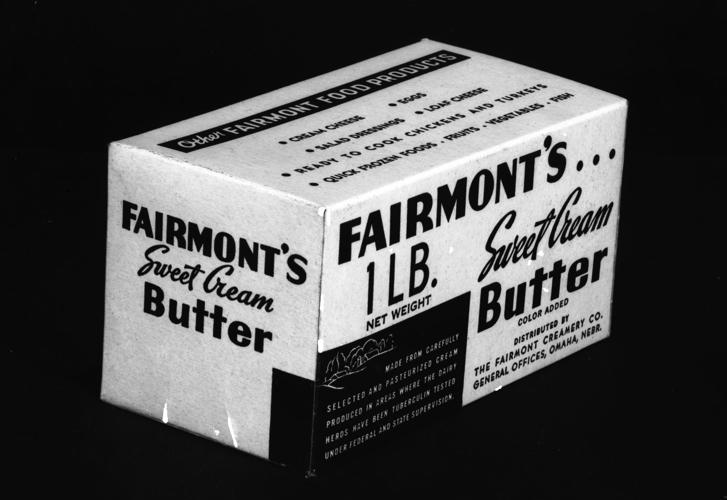 Other FAIRMONT FOOD PRODUCTS
• CREAM CHEESE • EGGS
• SALAD DRESSINGS • LOAF CHEESE
• READY TO COOK CHICKENS AND TURKEYS
• QUICK FROZEN FOODS - FRUITS - VEGETABLES - FISH
FAIRMONT'S
Sweet Cream
Butter
FAIRMONT'S...
1 LB.
NET WEIGHT
Sweet Cream
Butter
COLOR ADDED
DISTRIBUTED BY
THE FAIRMONT CREAMERY CO.
GENERAL OFFICES, OMAHA, NEBR.
MADE FROM CAREFULLY
SELECTED AND PASTEURIZED CREAM
PRODUCED IN AREAS WHERE THE DAIRY
HERDS HAVE BEEN TUBERCULIN TESTED
UNDER FEDERAL AND STATE SUPERVISION.